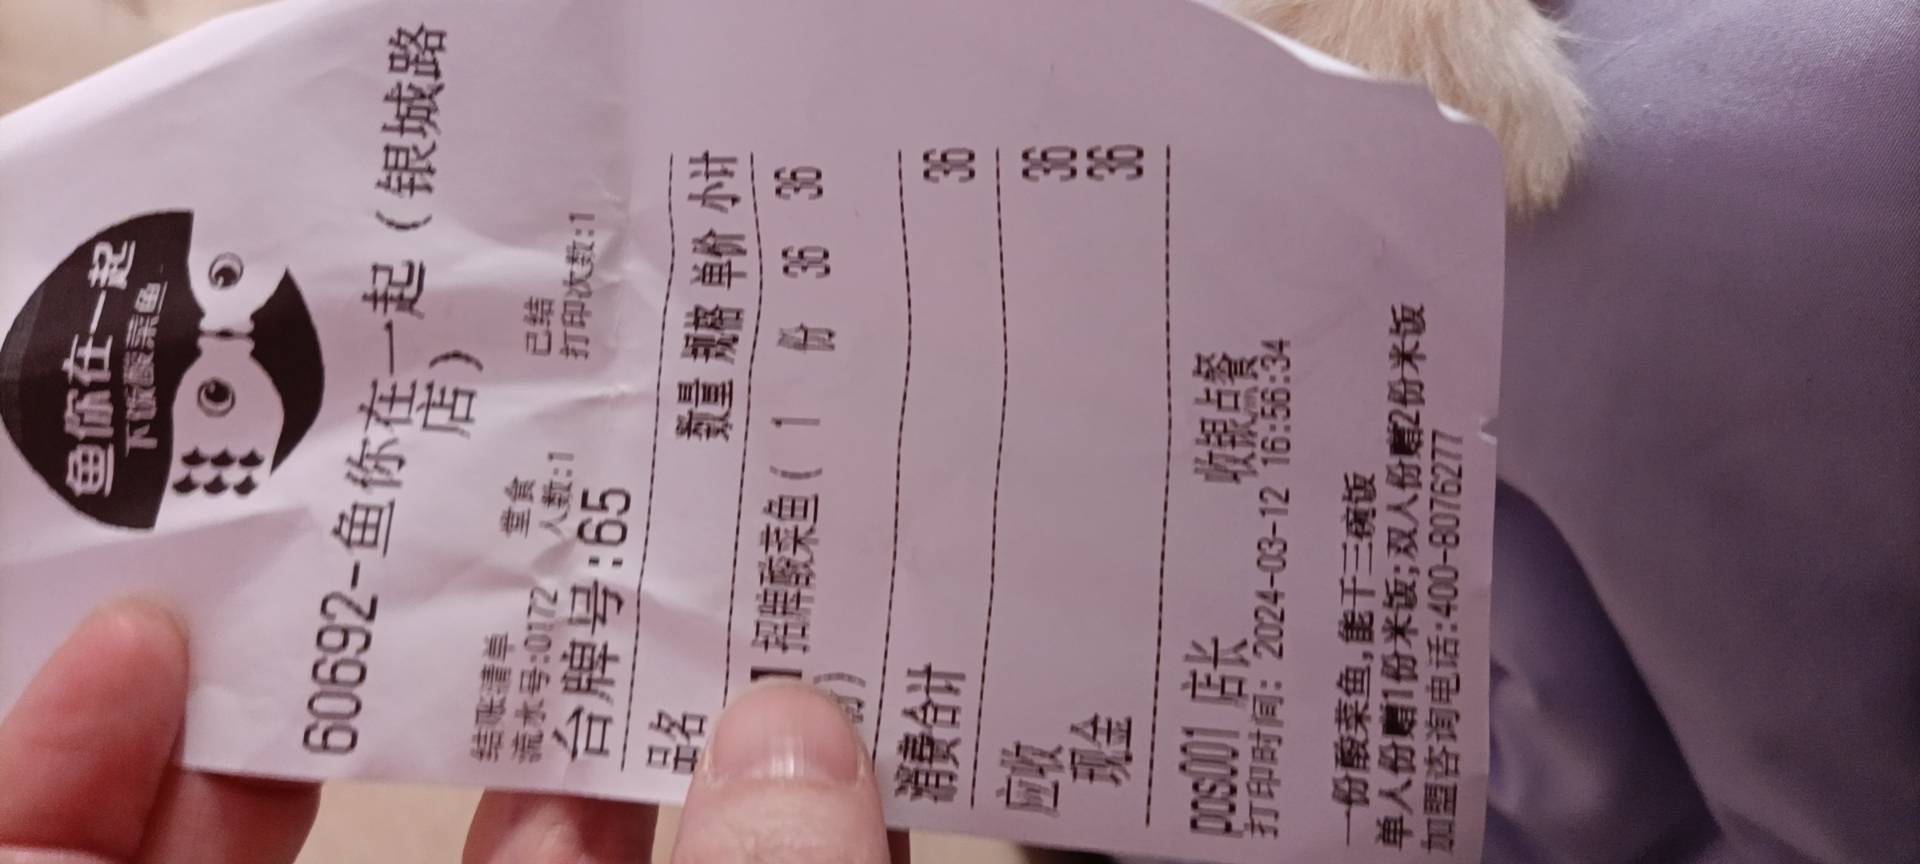 鱼你在一起
下饭酸菜鱼
60692-鱼你在一起（银城路
店）
结账清单 堂食 已结
流水号:0172 人数:1 打印次数:1
台牌号:65
品名 数量 规格 单价 小计
1 招牌酸菜鱼（ 1 份 36 36
）
消费合计 36
应收 36
现金 36
pos001 店长 收银点餐
打印时间: 2024-03-12 16:56:34
一份酸菜鱼,能干三碗饭
单人份赠1份米饭;双人份赠2份米饭
加盟咨询电话:400-8076277